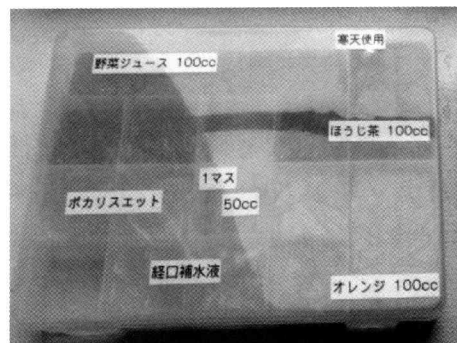 寒天使用
野菜ジュース 100cc
ほうじ茶 100cc
1マス
50cc
ポカリスエット
経口補水液
オレンジ 100cc